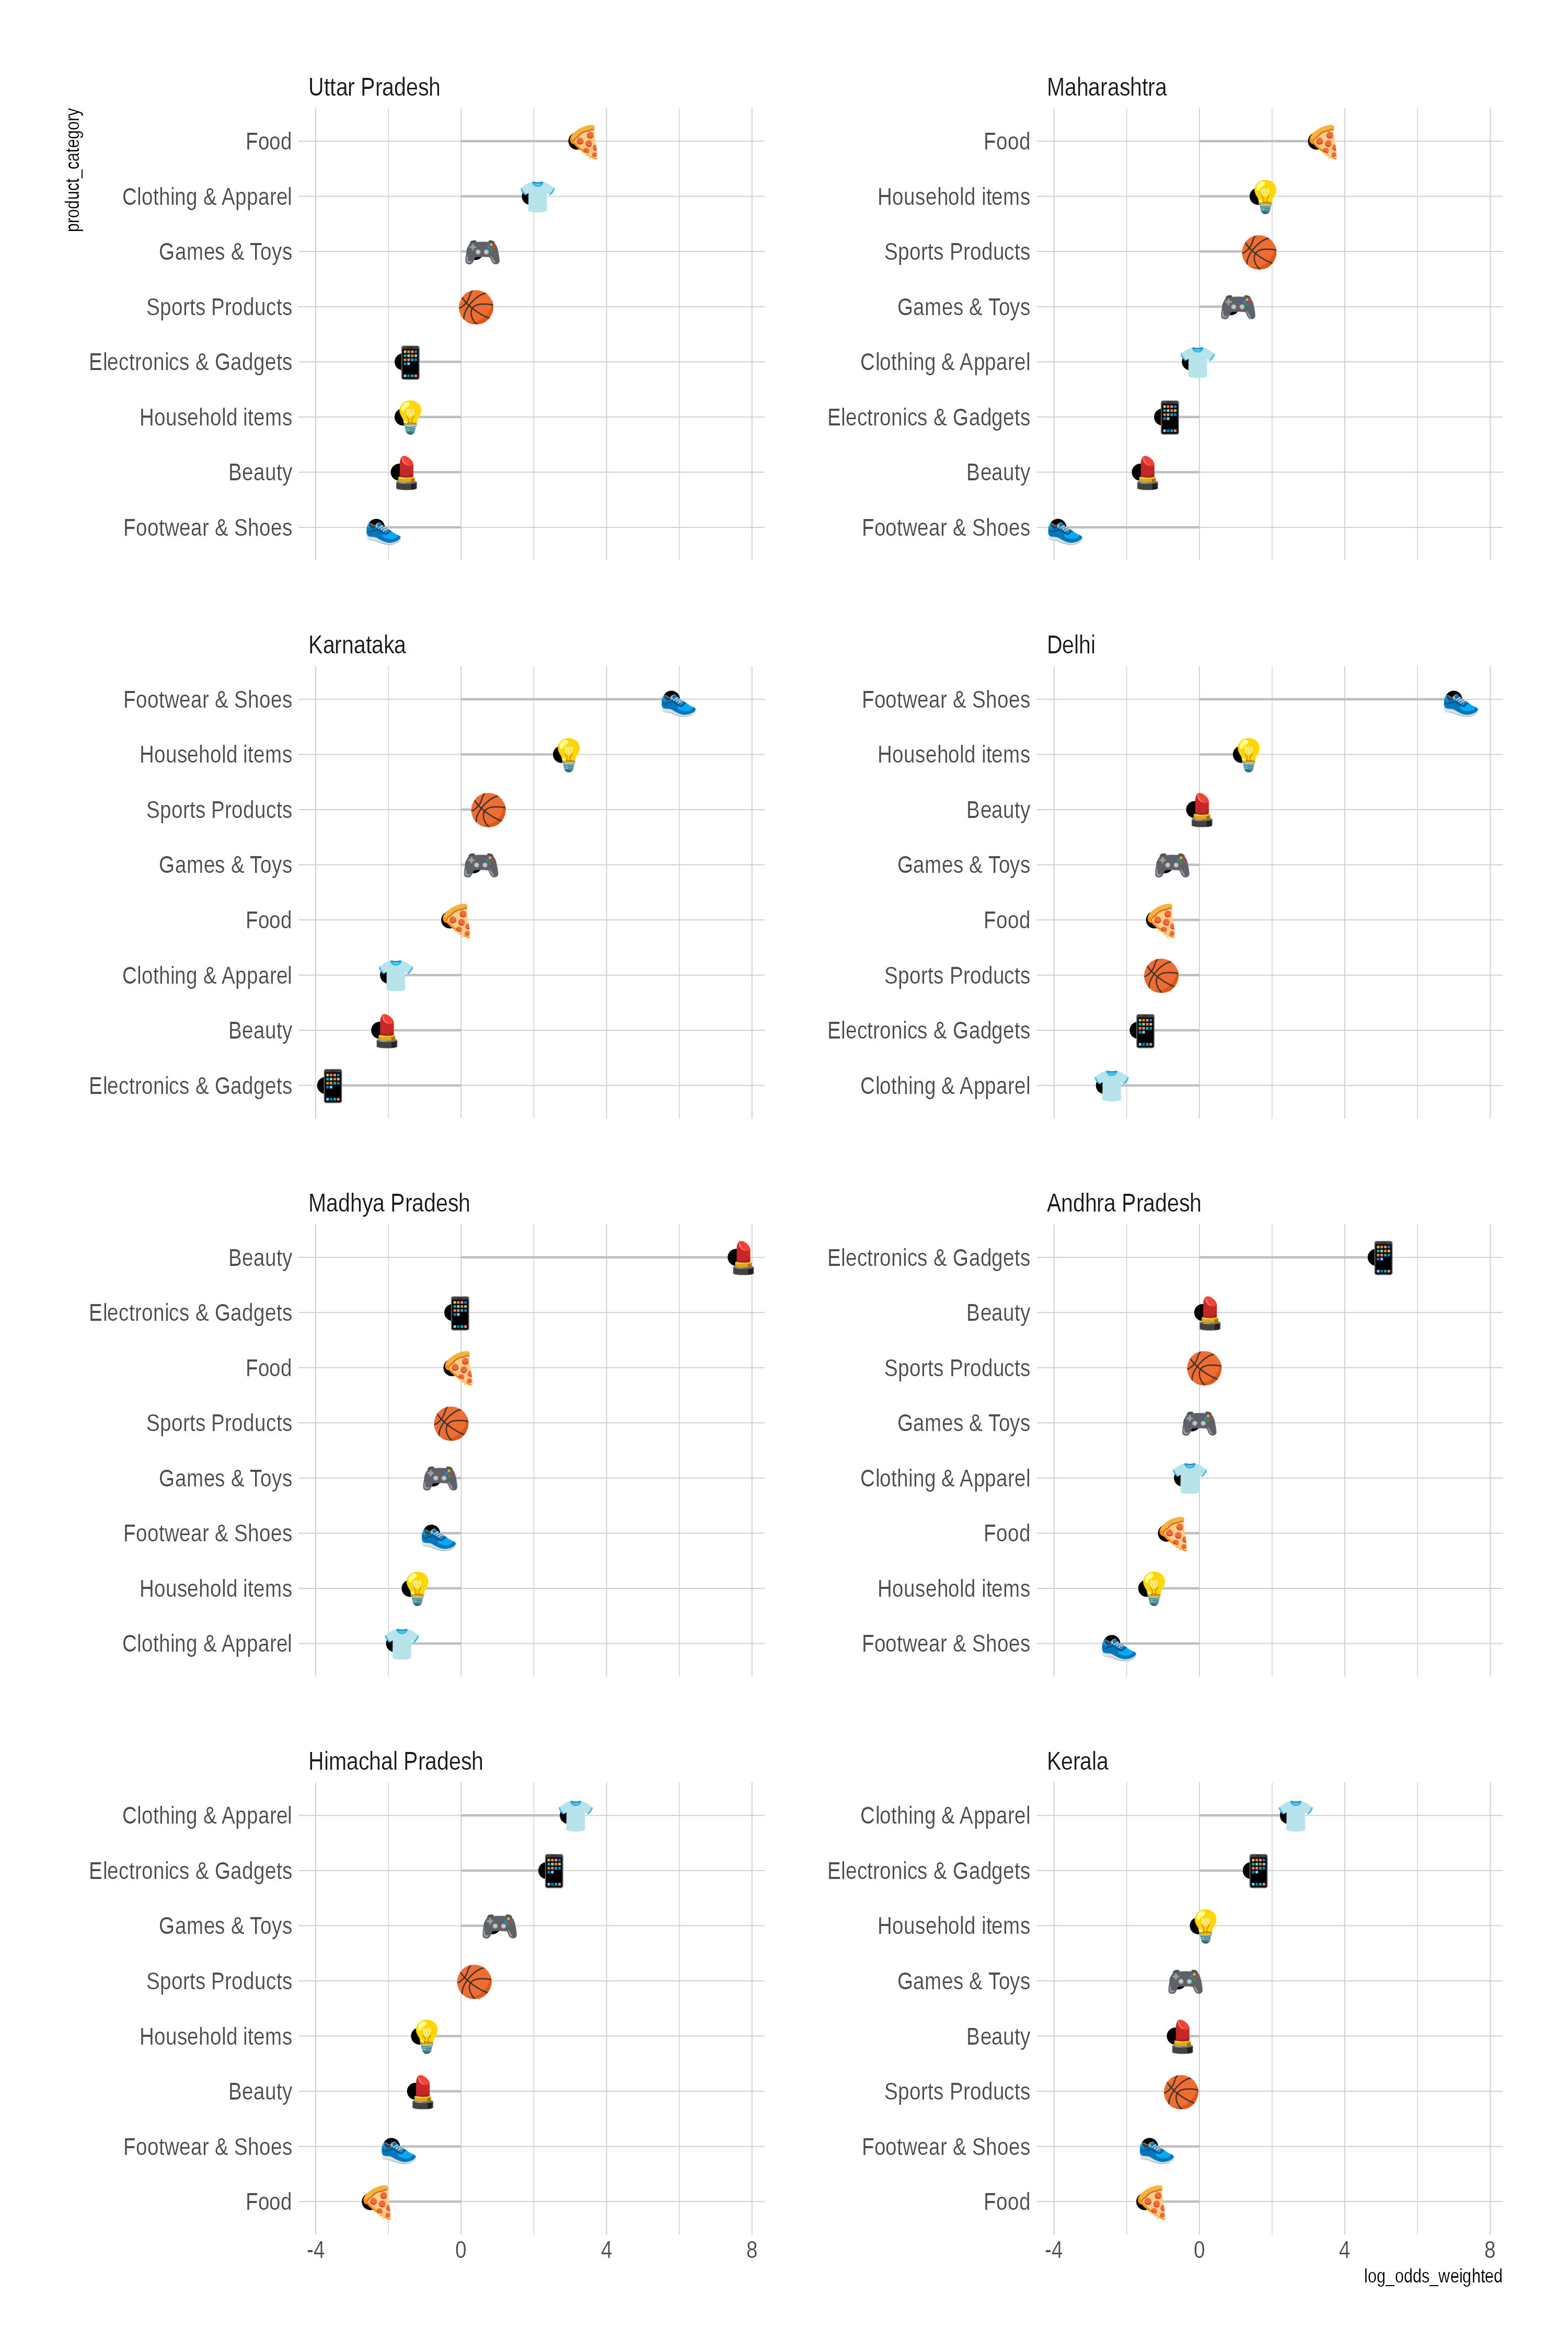 product_category
Uttar Pradesh
Food
Clothing & Apparel
Games & Toys
Sports Products
Electronics & Gadgets
Household items
Beauty
Footwear & Shoes
Maharashtra
Food
Household items
Sports Products
Games & Toys
Clothing & Apparel
Electronics & Gadgets
Beauty
Footwear & Shoes
Karnataka
Footwear & Shoes
Household items
Sports Products
Games & Toys
Food
Clothing & Apparel
Beauty
Electronics & Gadgets
Delhi
Footwear & Shoes
Household items
Beauty
Games & Toys
Food
Sports Products
Electronics & Gadgets
Clothing & Apparel
Madhya Pradesh
Beauty
Electronics & Gadgets
Food
Sports Products
Games & Toys
Footwear & Shoes
Household items
Clothing & Apparel
Andhra Pradesh
Electronics & Gadgets
Beauty
Sports Products
Games & Toys
Clothing & Apparel
Food
Household items
Footwear & Shoes
Himachal Pradesh
Clothing & Apparel
Electronics & Gadgets
Games & Toys
Sports Products
Household items
Beauty
Footwear & Shoes
Food
-4 0 4 8
Kerala
Clothing & Apparel
Electronics & Gadgets
Household items
Games & Toys
Beauty
Sports Products
Footwear & Shoes
Food
-4 0 4 8
log_odds_weighted